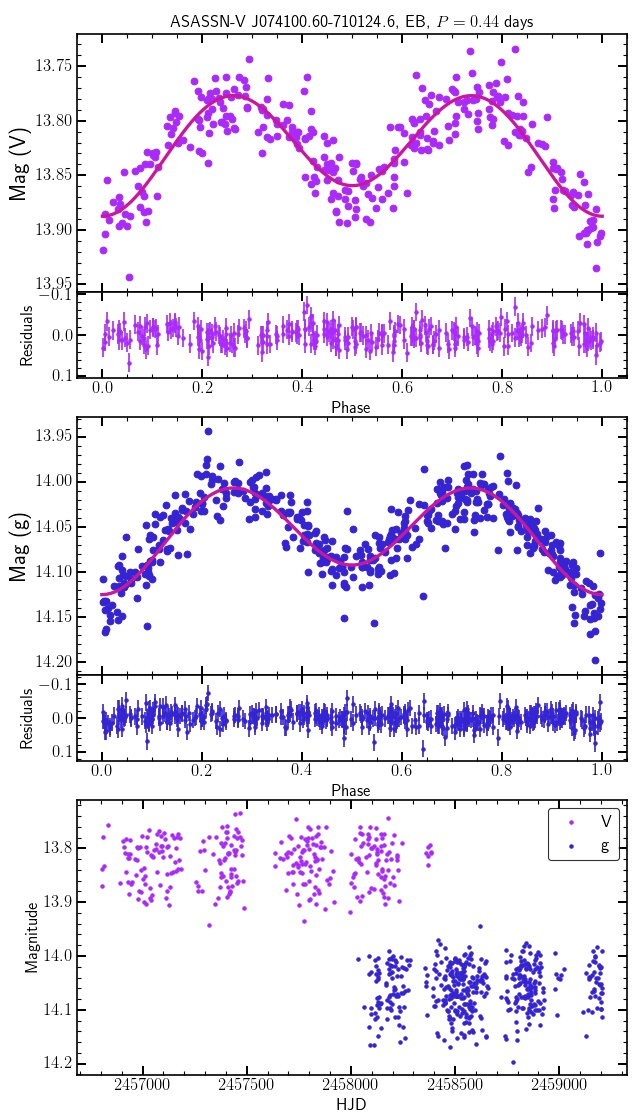 ASASSN-V J074100.60-710124.6, EB, P = 0.44 days
Mag (V)
13.75
13.80
13.85
13.90
13.95
Residuals
−0.1
0.0
0.1
0.0 0.2 0.4 0.6 0.8 1.0
Phase
Mag (g)
13.95
14.00
14.05
14.10
14.15
14.20
Residuals
−0.1
0.0
0.1
0.0 0.2 0.4 0.6 0.8 1.0
Phase
V
g
Magnitude
13.8
13.9
14.0
14.1
14.2
2457000 2457500 2458000 2458500 2459000
HJD